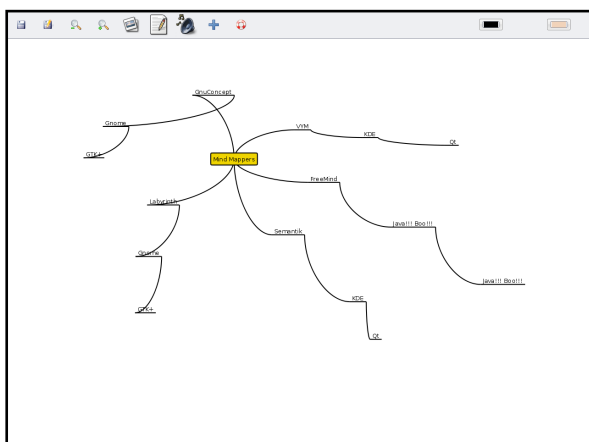 GnuConcept
VYM
Gnome
KDE
Qt
GTK+
Mind Mappers
FreeMind
Labyrinth
Java!!! Boo!!!
Semantik
Gnome
Java!!! Boo!!!
KDE
GTK+
Qt